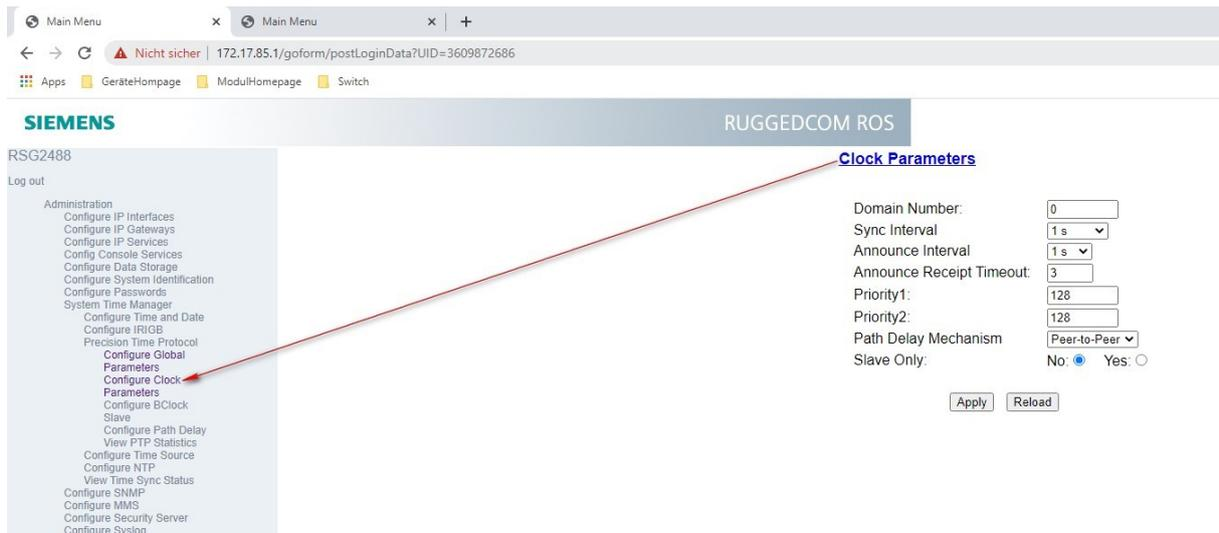 Main Menu
Main Menu
Nicht sicher | 172.17.85.1/goform/postLoginData?UID=3609872686
Apps GeräteHompage ModulHomepage Switch
SIEMENS RUGGEDCOM ROS
RSG2488
Log out
Administration
Configure IP Interfaces
Configure IP Gateways
Configure IP Services
Config Console Services
Configure Data Storage
Configure System Identification
Configure Passwords
System Time Manager
Configure Time and Date
Configure IRIGB
Precision Time Protocol
Configure Global
Parameters
Configure Clock
Parameters
Configure BClock
Slave
Configure Path Delay
View PTP Statistics
Configure Time Source
Configure NTP
View Time Sync Status
Configure SNMP
Configure MMS
Configure Security Server
Configure Syslog
Clock Parameters
Domain Number: 0
Sync Interval 1 s
Announce Interval 1 s
Announce Receipt Timeout: 3
Priority1: 128
Priority2: 128
Path Delay Mechanism Peer-to-Peer
Slave Only: No: Yes:
Apply Reload